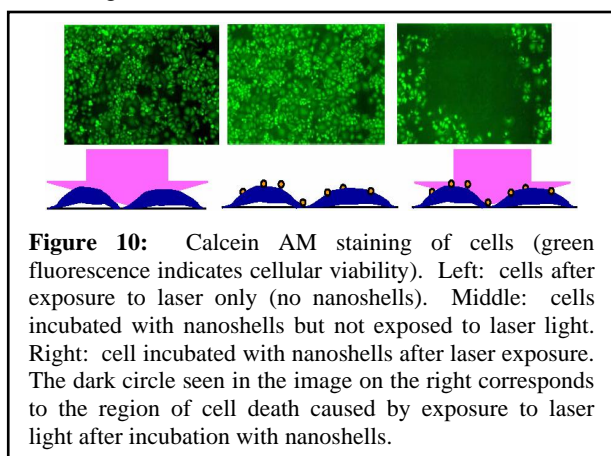 Figure 10: Calcein AM staining of cells (green
fluorescence indicates cellular viability). Left: cells after
exposure to laser only (no nanoshells). Middle: cells
incubated with nanoshells but not exposed to laser light.
Right: cell incubated with nanoshells after laser exposure.
The dark circle seen in the image on the right corresponds
to the region of cell death caused by exposure to laser
light after incubation with nanoshells.